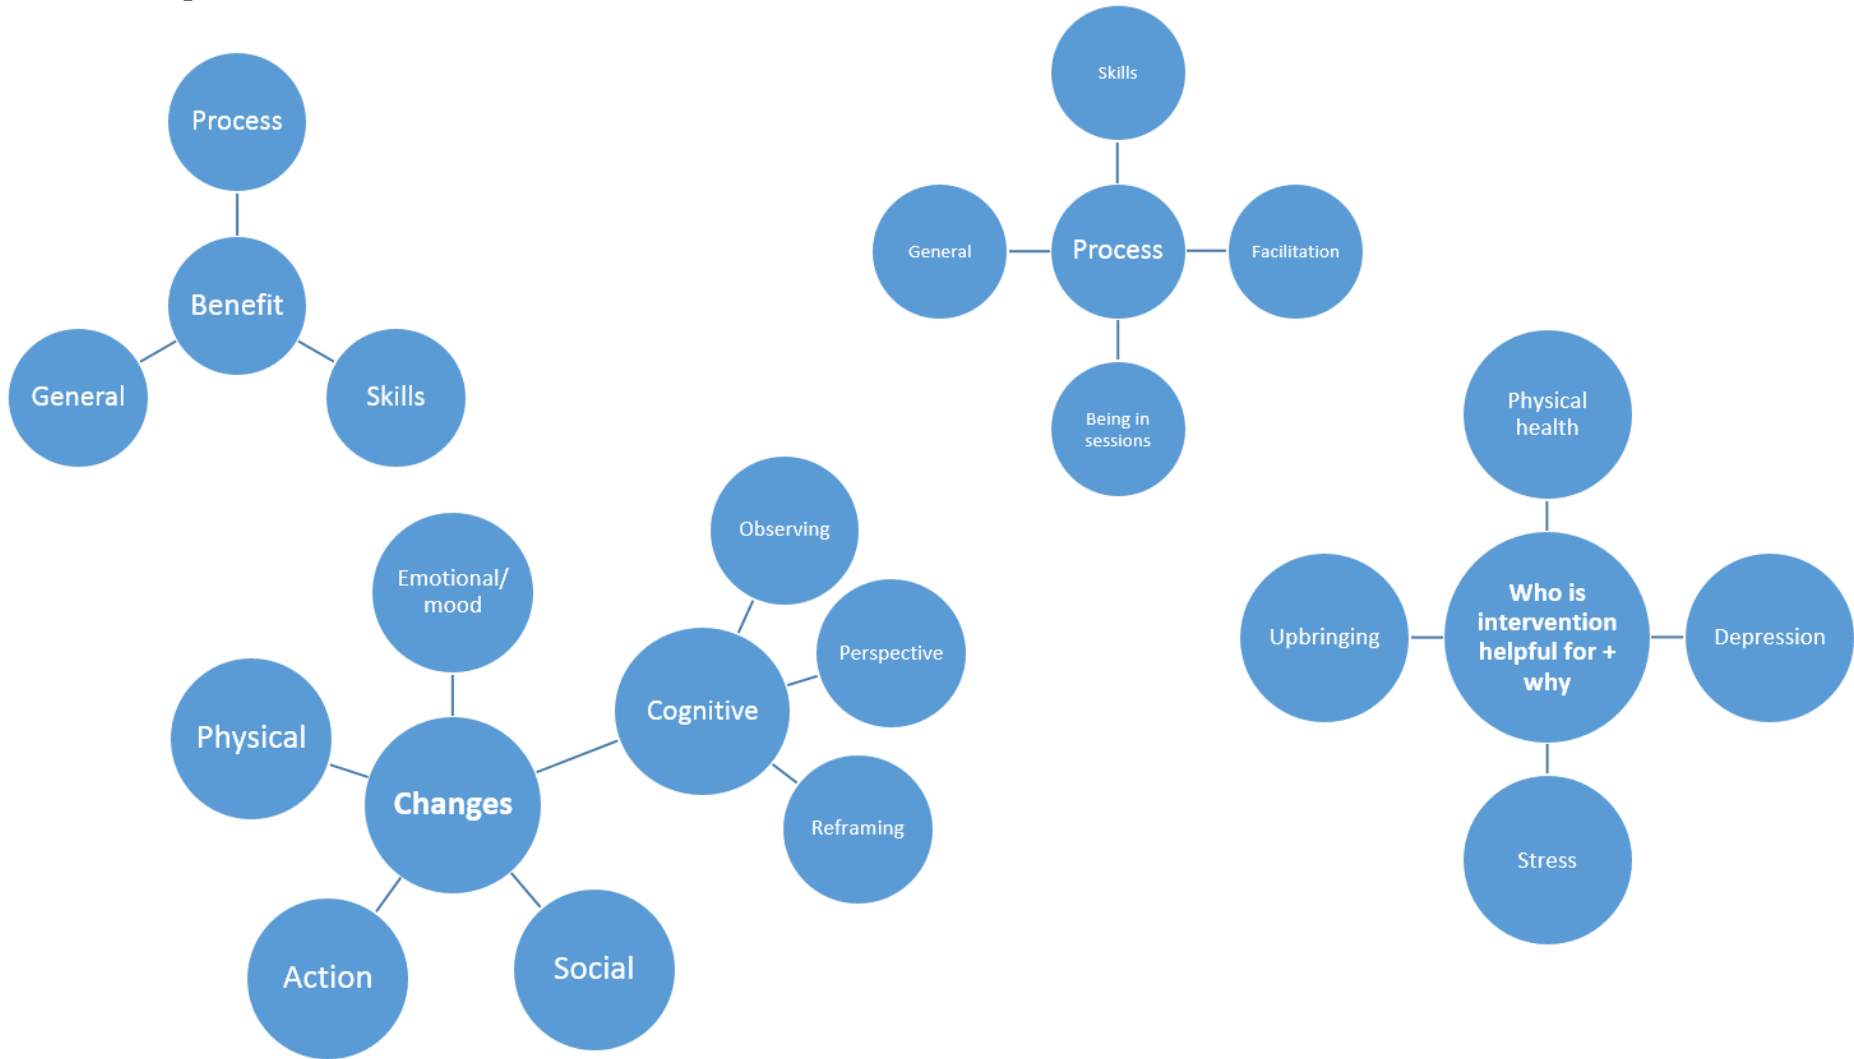 Process
Benefit
General
Skills
Skills
General
Process
Facilitation
Being in
sessions
Observing
Emotional/
mood
Perspective
Cognitive
Physical
Changes
Reframing
Action
Social
Physical
health
Upbringing
Who is
intervention
helpful for +
why
Depression
Stress